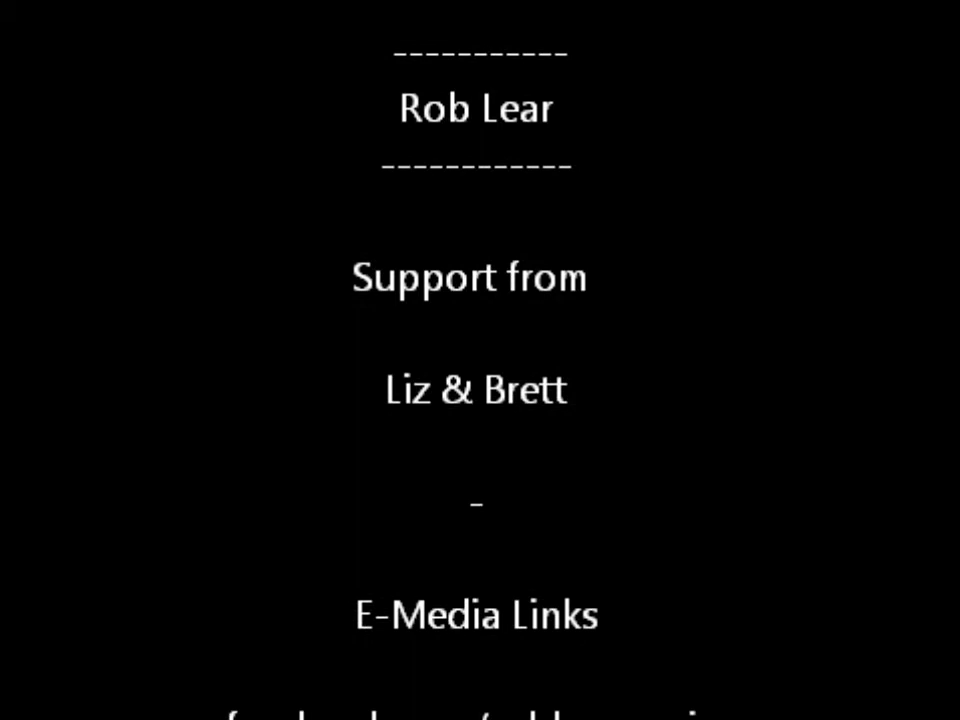 -----------
Rob Lear
------------
Support from
Liz & Brett
-
E-Media Links